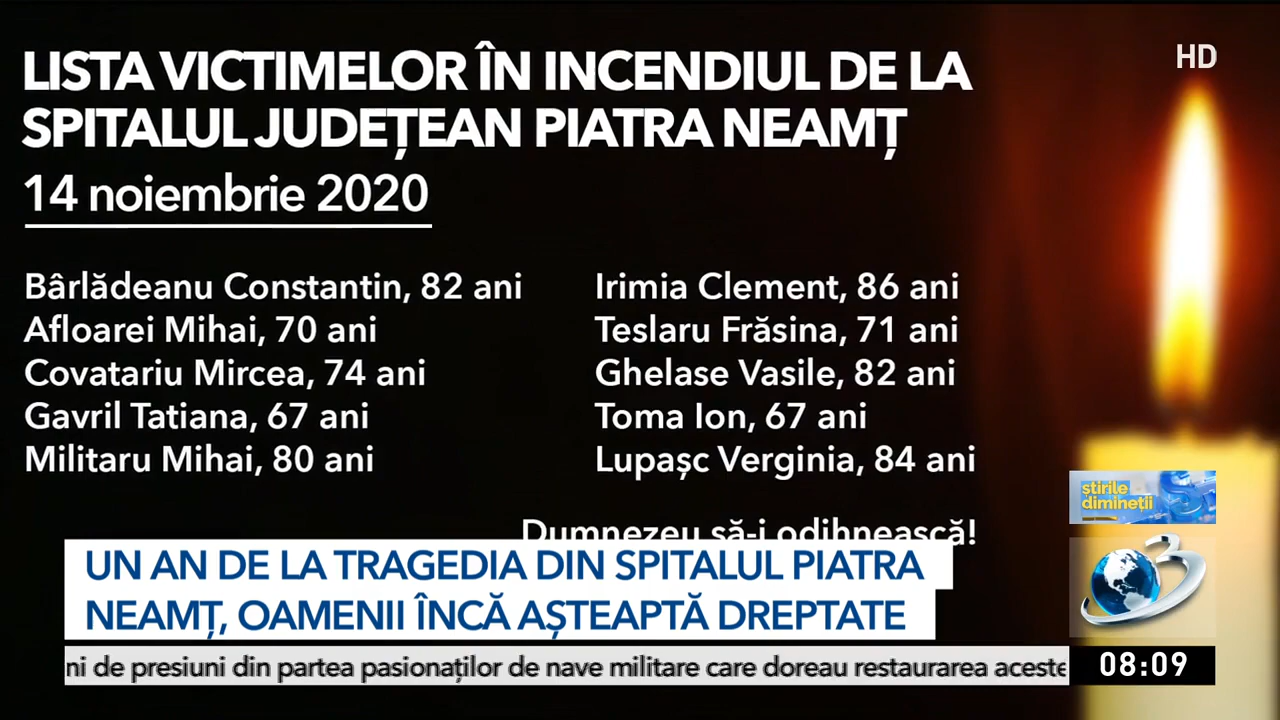 HD
LISTA VICTIMELOR ÎN INCENDIUL DE LA
SPITALUL JUDEȚEAN PIATRA NEAMȚ
14 noiembrie 2020
Bârlădeanu Constantin, 82 ani
Afloarei Mihai, 70 ani
Covatariu Mircea, 74 ani
Gavril Tatiana, 67 ani
Militaru Mihai, 80 ani
Irimia Clement, 86 ani
Teslaru Frăsina, 71 ani
Ghelase Vasile, 82 ani
Toma Ion, 67 ani
Lupașc Verginia, 84 ani
Dumnezeu să-i odihnească!
știrile
dimineții
UN AN DE LA TRAGEDIA DIN SPITALUL PIATRA
NEAMȚ, OAMENII ÎNCĂ AȘTEAPTĂ DREPTATE
3
ni de presiuni din partea pasionaților de nave militare care doreau restaurarea aceste
08:09